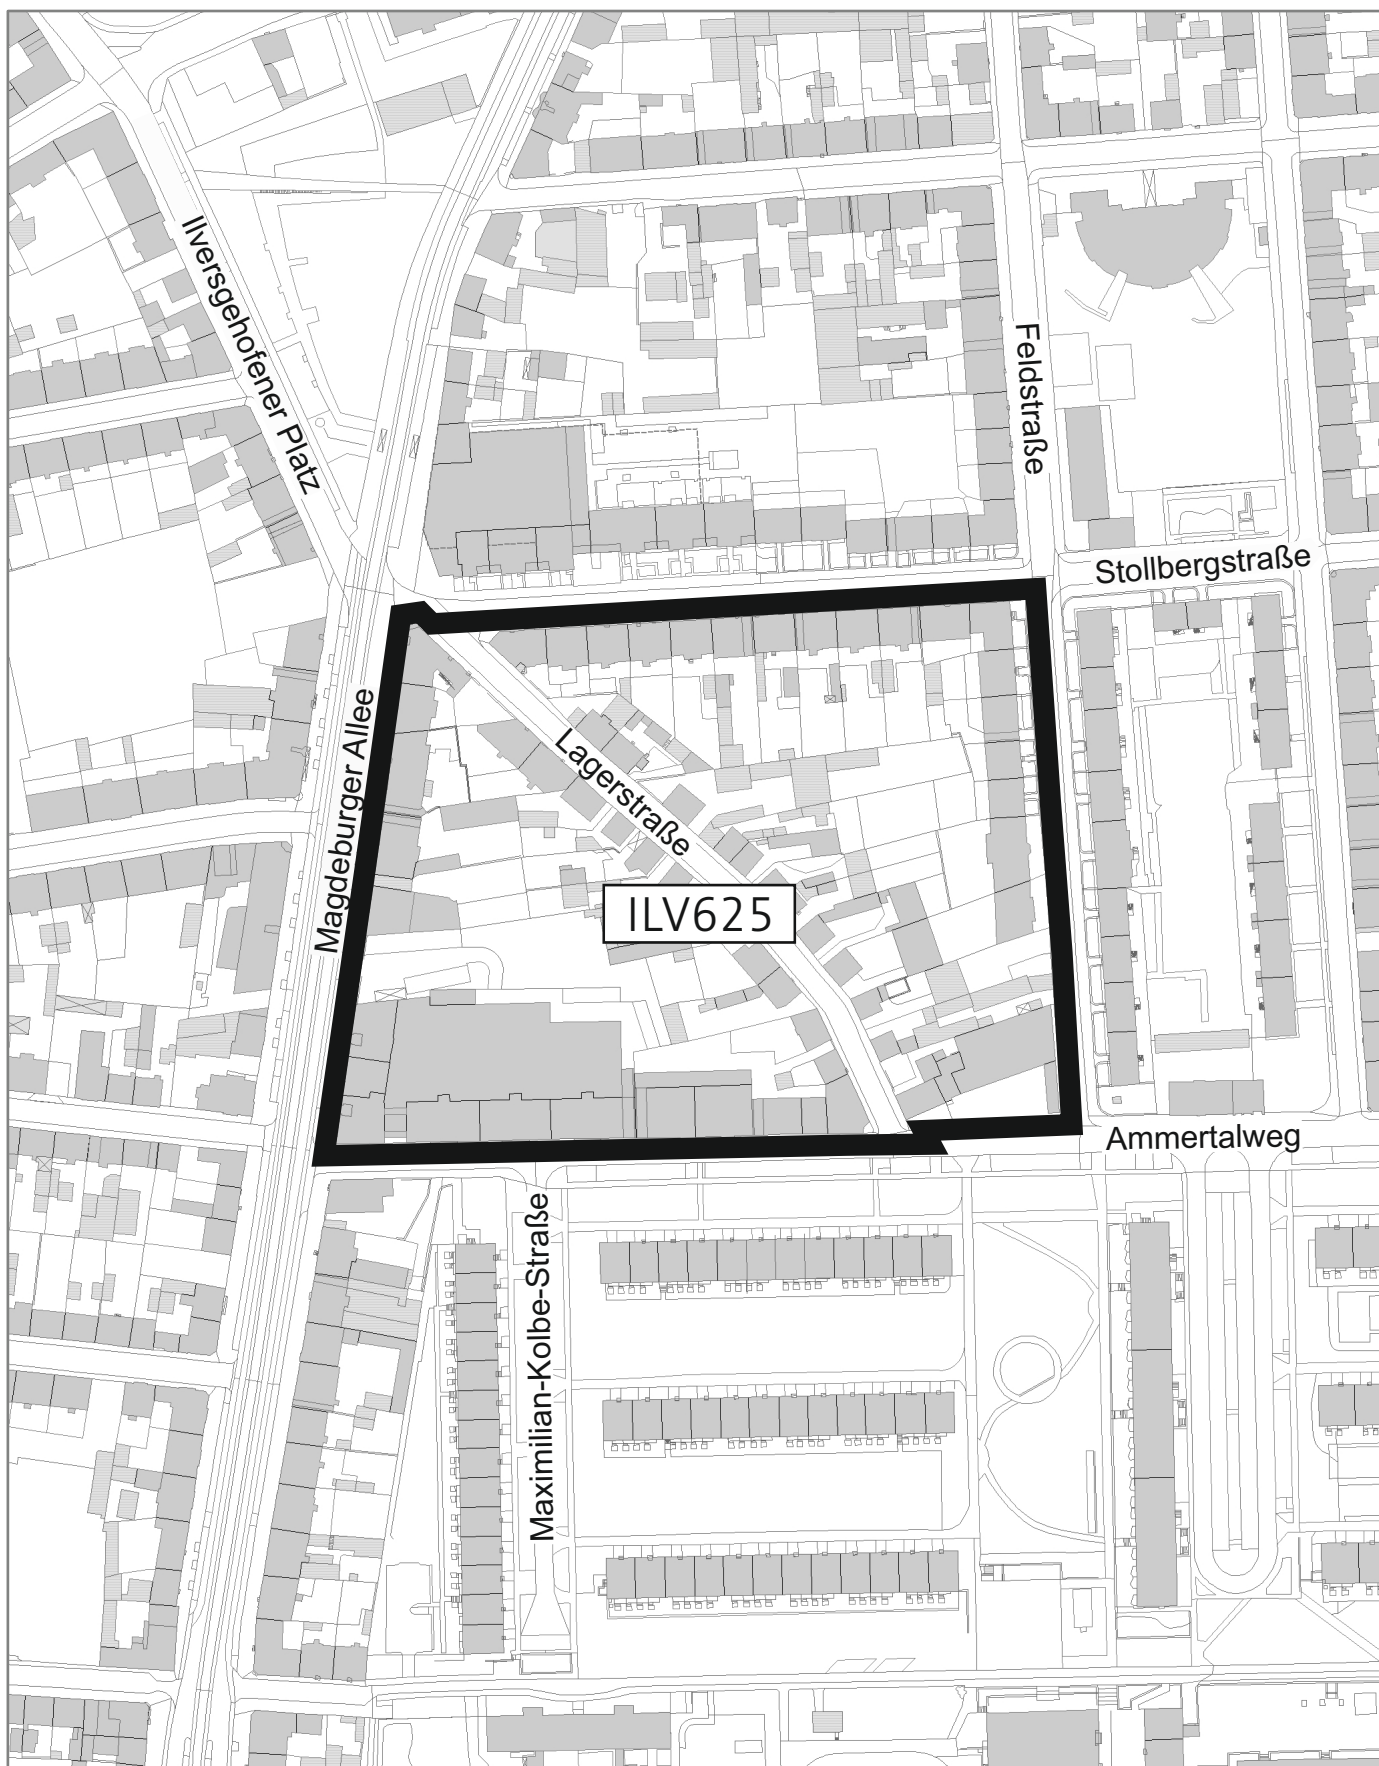 Ilversgehofener Platz
Feldstraße
Stollbergstraße
Magdeburger Allee
Lagerstraße
ILV625
Ammertalweg
Maximilian-Kolbe-Straße